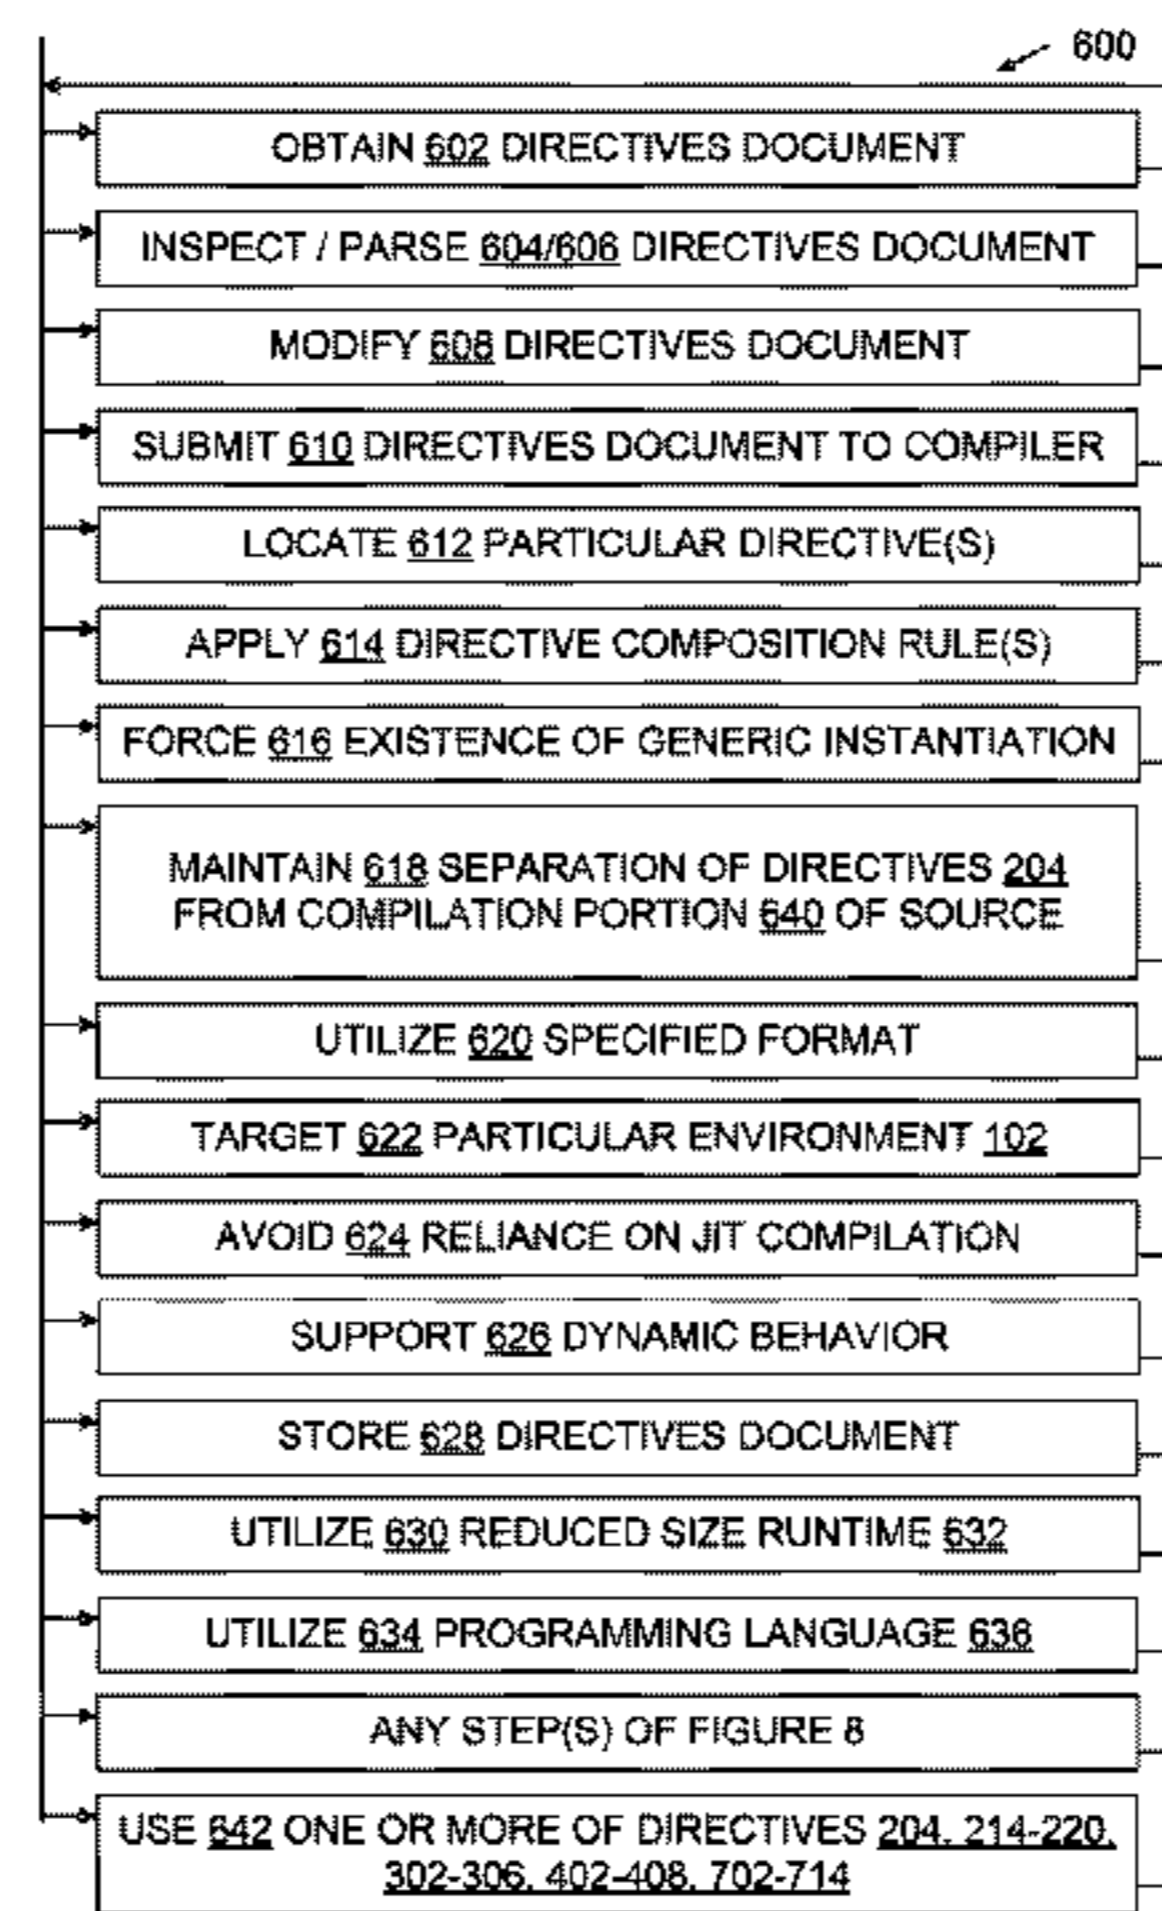 600
OBTAIN 602 DIRECTIVES DOCUMENT
INSPECT / PARSE 604/606 DIRECTIVES DOCUMENT
MODIFY 608 DIRECTIVES DOCUMENT
SUBMIT 610 DIRECTIVES DOCUMENT TO COMPILER
LOCATE 612 PARTICULAR DIRECTIVE(S)
APPLY 614 DIRECTIVE COMPOSITION RULE(S)
FORCE 616 EXISTENCE OF GENERIC INSTANTIATION
MAINTAIN 618 SEPARATION OF DIRECTIVES 204
FROM COMPILATION PORTION 640 OF SOURCE
UTILIZE 620 SPECIFIED FORMAT
TARGET 622 PARTICULAR ENVIRONMENT 102
AVOID 624 RELIANCE ON JIT COMPILATION
SUPPORT 626 DYNAMIC BEHAVIOR
STORE 628 DIRECTIVES DOCUMENT
UTILIZE 630 REDUCED SIZE RUNTIME 632
UTILIZE 634 PROGRAMMING LANGUAGE 636
ANY STEP(S) OF FIGURE 8
USE 642 ONE OR MORE OF DIRECTIVES 204, 214-220,
302-306, 402-408, 702-714